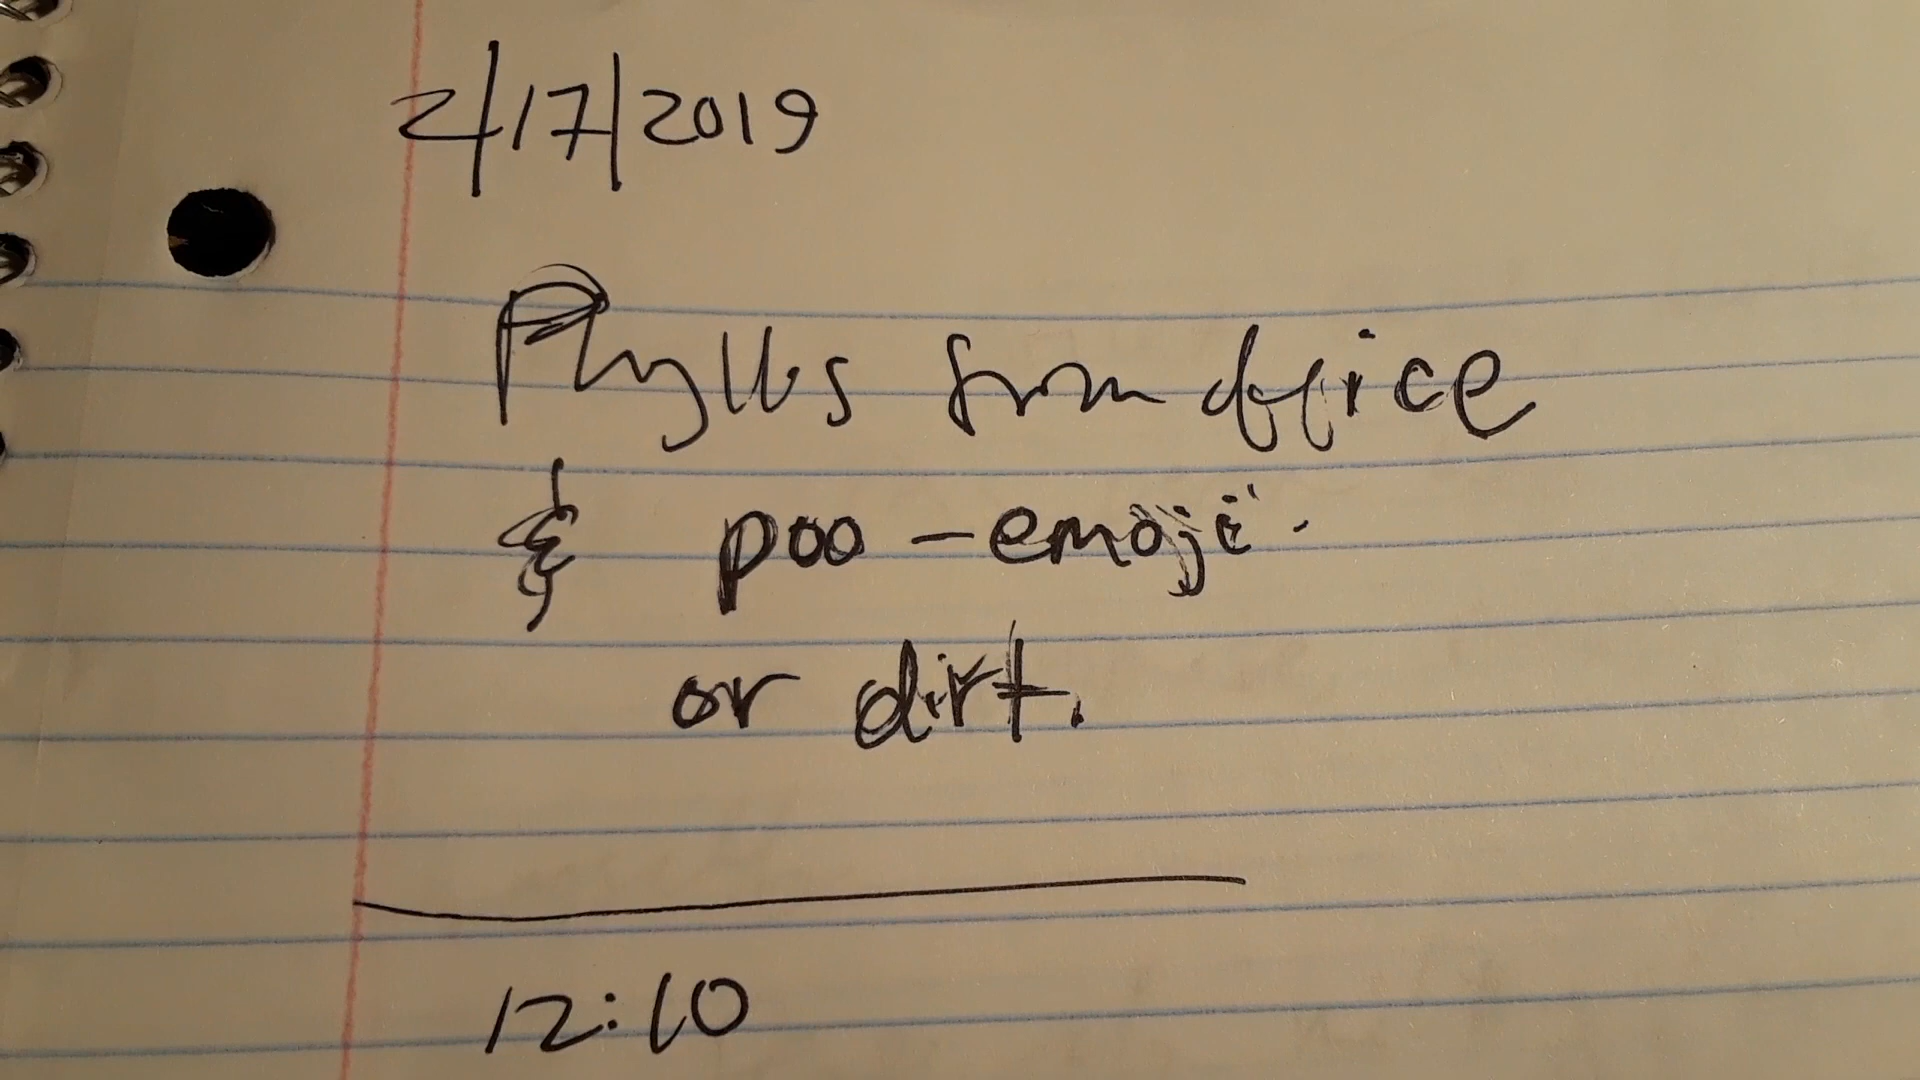 2/17/2019
Phyllis from office
& poo-emoji.
or dirt.
12:10